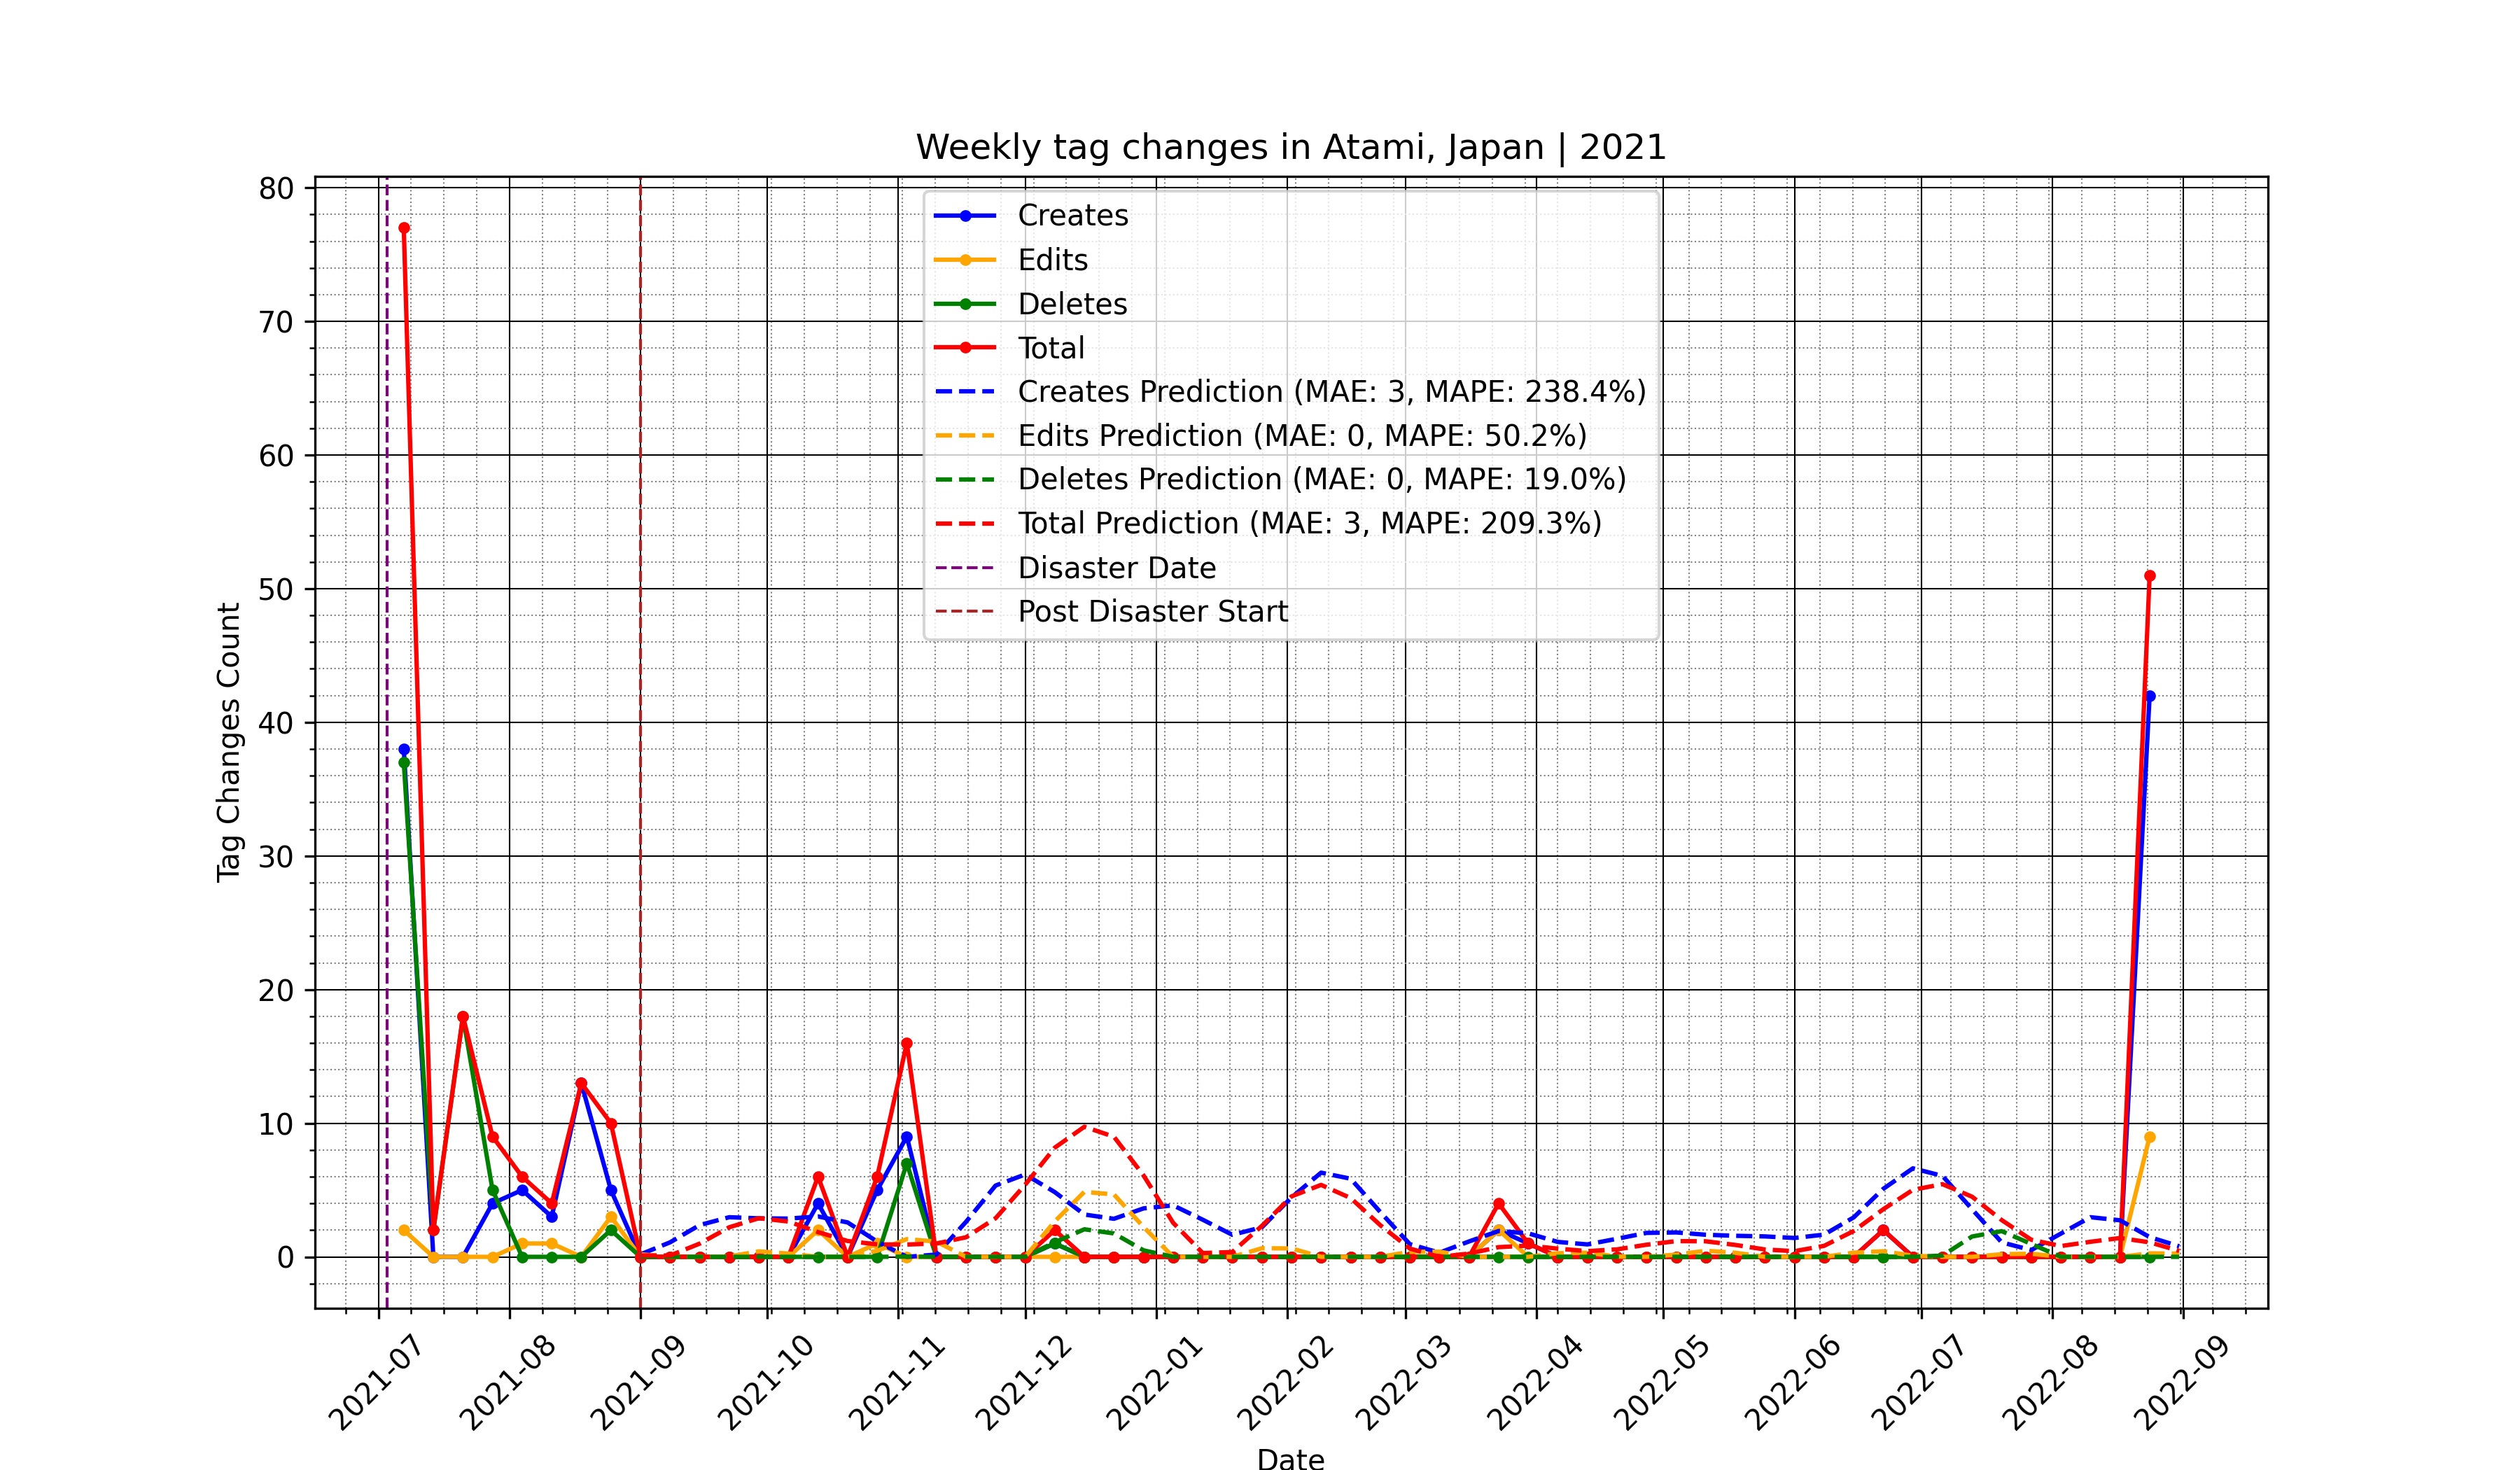 Weekly tag changes in Atami, Japan | 2021
Tag Changes Count
80
70
60
50
40
30
20
10
0
Creates
Edits
Deletes
Total
Creates Prediction (MAE: 3, MAPE: 238.4%)
Edits Prediction (MAE: 0, MAPE: 50.2%)
Deletes Prediction (MAE: 0, MAPE: 19.0%)
Total Prediction (MAE: 3, MAPE: 209.3%)
Disaster Date
Post Disaster Start
2021-07
2021-08
2021-09
2021-10
2021-11
2021-12
2022-01
2022-02
2022-03
2022-04
2022-05
2022-06
2022-07
2022-08
2022-09
Date